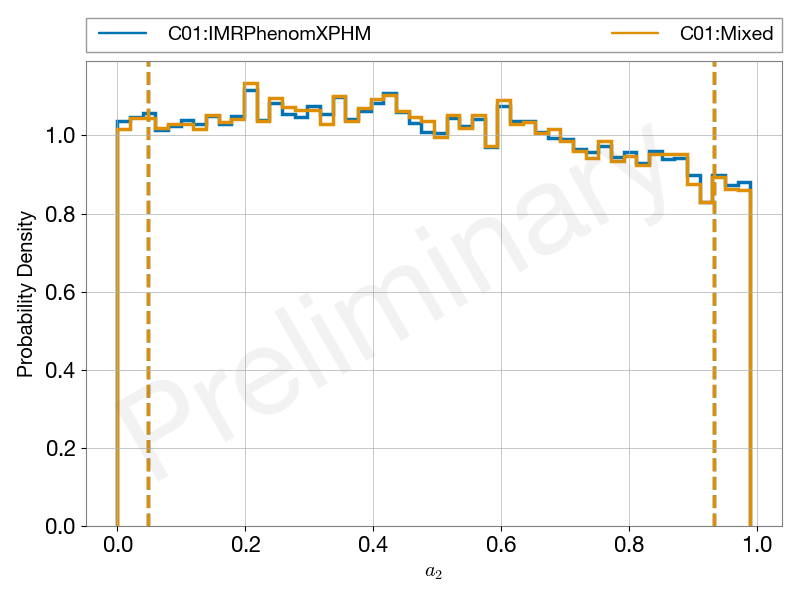 C01:IMRPhenomXPHM C01:Mixed
Probability Density
1.0
0.8
0.6
0.4
0.2
0.0
Preliminary
0.0 0.2 0.4 0.6 0.8 1.0
a₂